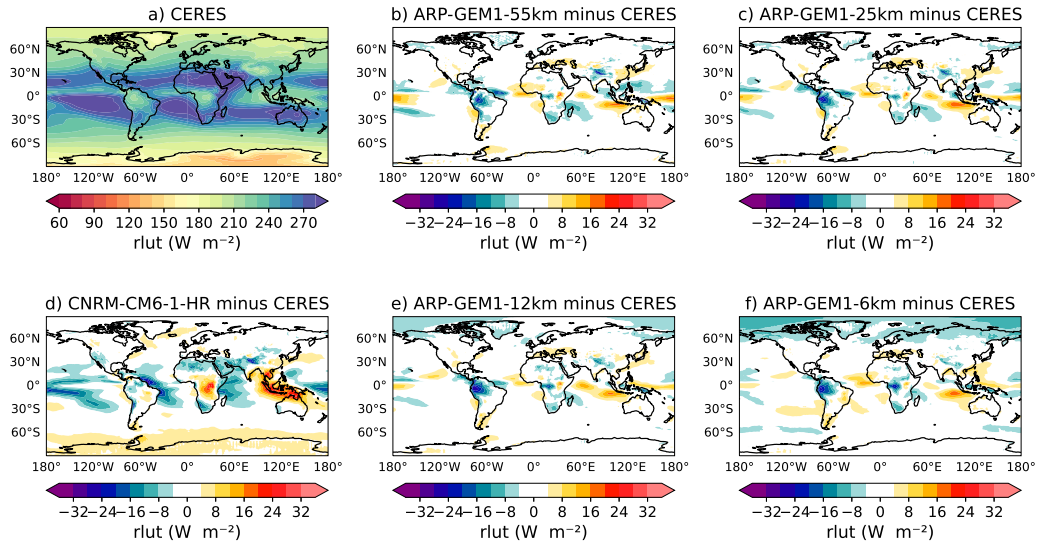 a) CERES
b) ARP-GEM1-55km minus CERES
c) ARP-GEM1-25km minus CERES
60°N
30°N
0°
30°S
60°S
180° 120°W 60°W 0° 60°E 120°E 180°
60 90 120 150 180 210 240 270
rlut (W m⁻²)
60°N
30°N
0°
30°S
60°S
180° 120°W 60°W 0° 60°E 120°E 180°
−32−24−16 −8 0 8 16 24 32
rlut (W m⁻²)
60°N
30°N
0°
30°S
60°S
180° 120°W 60°W 0° 60°E 120°E 180°
−32−24−16 −8 0 8 16 24 32
rlut (W m⁻²)
d) CNRM-CM6-1-HR minus CERES
e) ARP-GEM1-12km minus CERES
f) ARP-GEM1-6km minus CERES
60°N
30°N
0°
30°S
60°S
180° 120°W 60°W 0° 60°E 120°E 180°
−32−24−16 −8 0 8 16 24 32
rlut (W m⁻²)
60°N
30°N
0°
30°S
60°S
180° 120°W 60°W 0° 60°E 120°E 180°
−32−24−16 −8 0 8 16 24 32
rlut (W m⁻²)
60°N
30°N
0°
30°S
60°S
180° 120°W 60°W 0° 60°E 120°E 180°
−32−24−16 −8 0 8 16 24 32
rlut (W m⁻²)